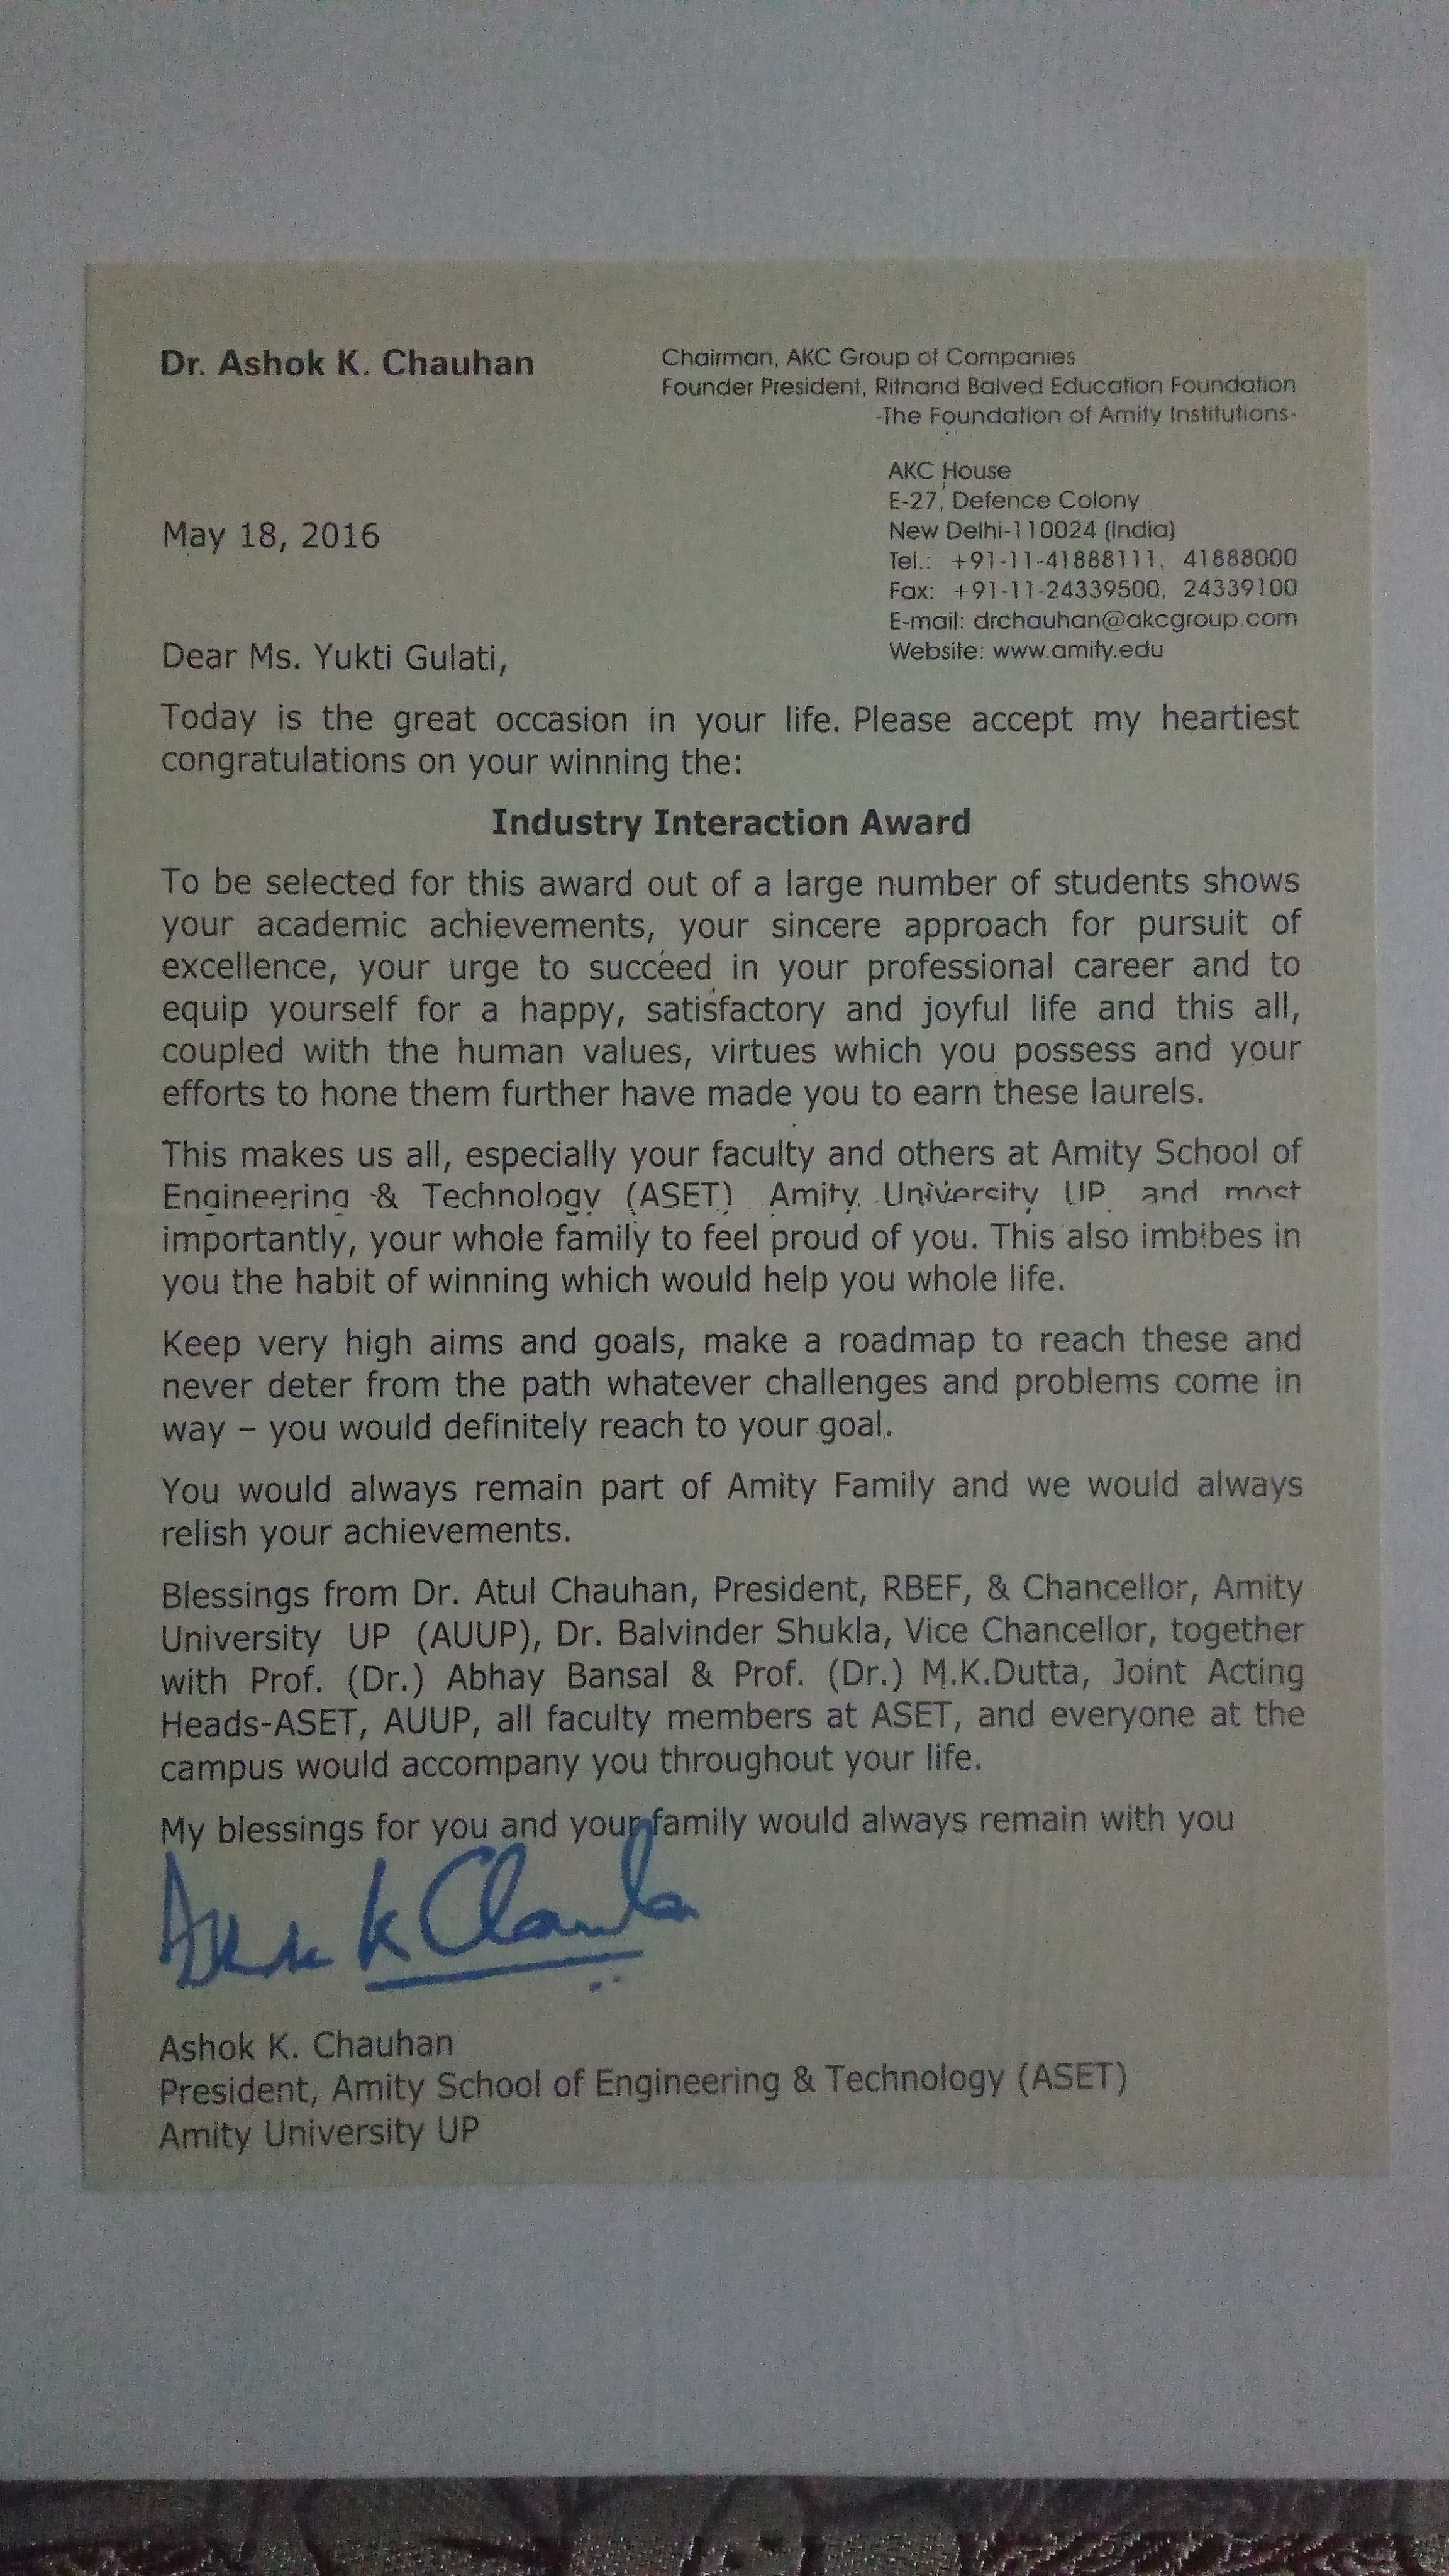 Dr. Ashok K. Chauhan
Chairman, AKC Group of Companies
Founder President, Ritnand Balved Education Foundation
-The Foundation of Amity Institutions-
AKC House
E-27, Defence Colony
New Delhi-110024 (India)
Tel.: +91-11-41888111, 41888000
Fax: +91-11-24339500, 24339100
E-mail: drchauhan@akcgroup.com
Website: www.amity.edu
May 18, 2016
Dear Ms. Yukti Gulati,
Today is the great occasion in your life. Please accept my heartiest
congratulations on your winning the:
Industry Interaction Award
To be selected for this award out of a large number of students shows
your academic achievements, your sincere approach for pursuit of
excellence, your urge to succeed in your professional career and to
equip yourself for a happy, satisfactory and joyful life and this all,
coupled with the human values, virtues which you possess and your
efforts to hone them further have made you to earn these laurels.
This makes us all, especially your faculty and others at Amity School of
Engineering & Technology (ASET) Amity University UP and most
importantly, your whole family to feel proud of you. This also imbibes in
you the habit of winning which would help you whole life.
Keep very high aims and goals, make a roadmap to reach these and
never deter from the path whatever challenges and problems come in
way – you would definitely reach to your goal.
You would always remain part of Amity Family and we would always
relish your achievements.
Blessings from Dr. Atul Chauhan, President, RBEF, & Chancellor, Amity
University UP (AUUP), Dr. Balvinder Shukla, Vice Chancellor, together
with Prof. (Dr.) Abhay Bansal & Prof. (Dr.) M.K.Dutta, Joint Acting
Heads-ASET, AUUP, all faculty members at ASET, and everyone at the
campus would accompany you throughout your life.
My blessings for you and your family would always remain with you
Ashok K Chauhan
Ashok K. Chauhan
President, Amity School of Engineering & Technology (ASET)
Amity University UP